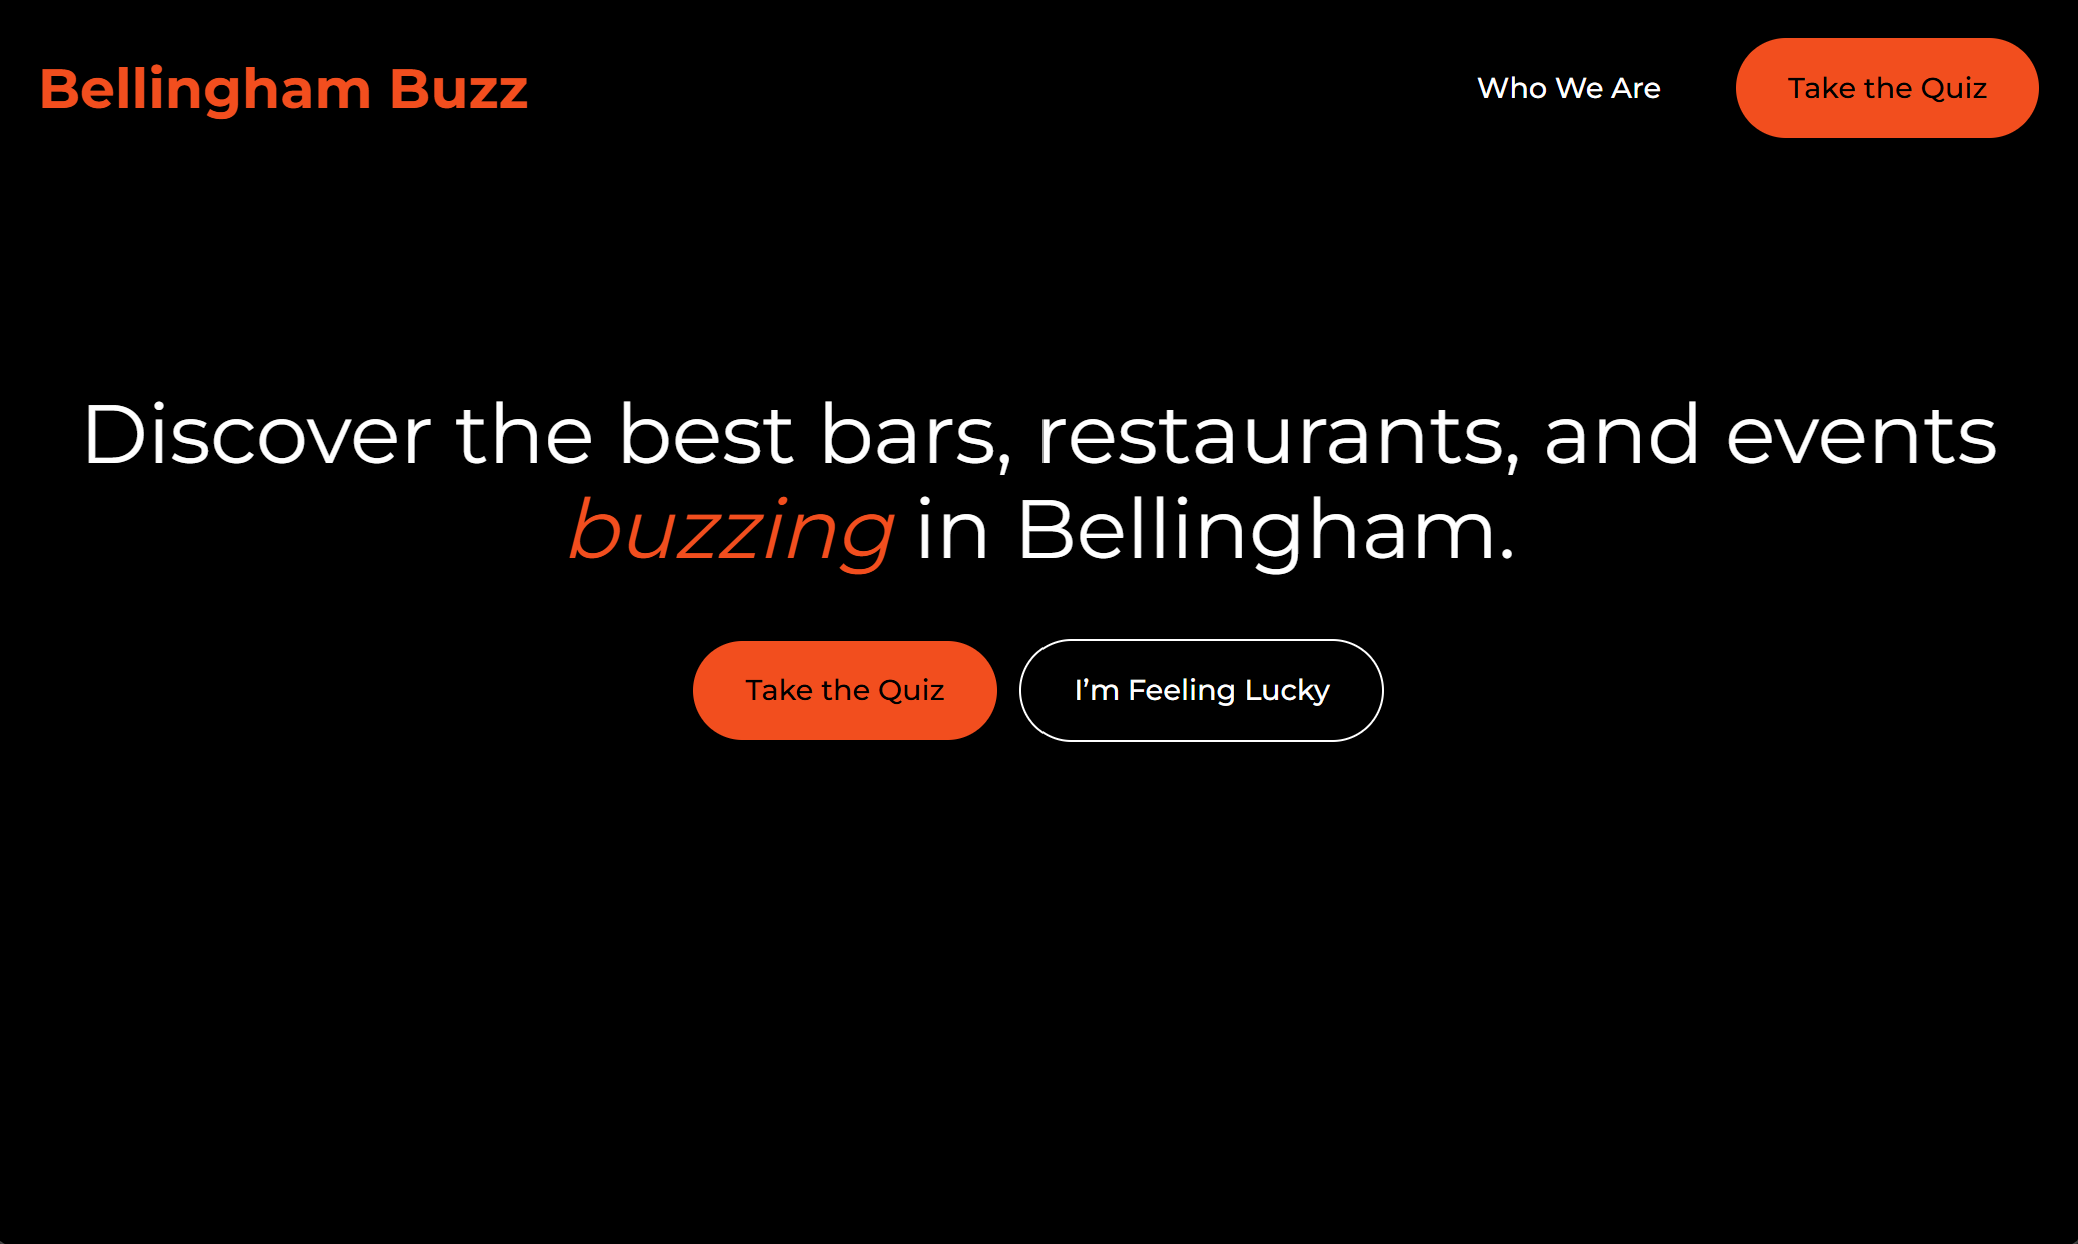 Bellingham Buzz
Who We Are
Take the Quiz
Discover the best bars, restaurants, and events
buzzing in Bellingham.
Take the Quiz
I’m Feeling Lucky